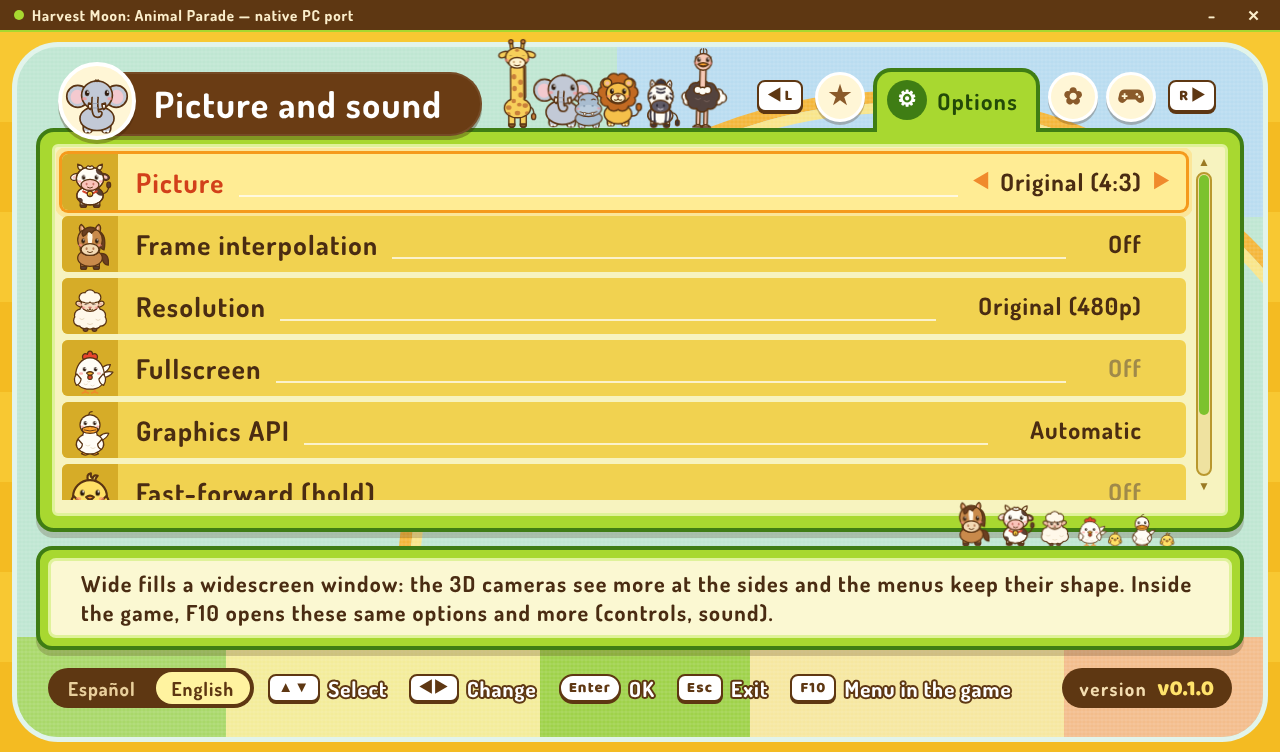 Harvest Moon: Animal Parade — native PC port
Picture and sound
L
Options
R
Picture
Original (4:3)
Frame interpolation
Off
Resolution
Original (480p)
Fullscreen
Off
Graphics API
Automatic
Fast-forward (hold)
Off
Wide fills a widescreen window: the 3D cameras see more at the sides and the menus keep their shape. Inside
the game, F10 opens these same options and more (controls, sound).
Español English Select Change Enter OK Esc Exit F10 Menu in the game version v0.1.0